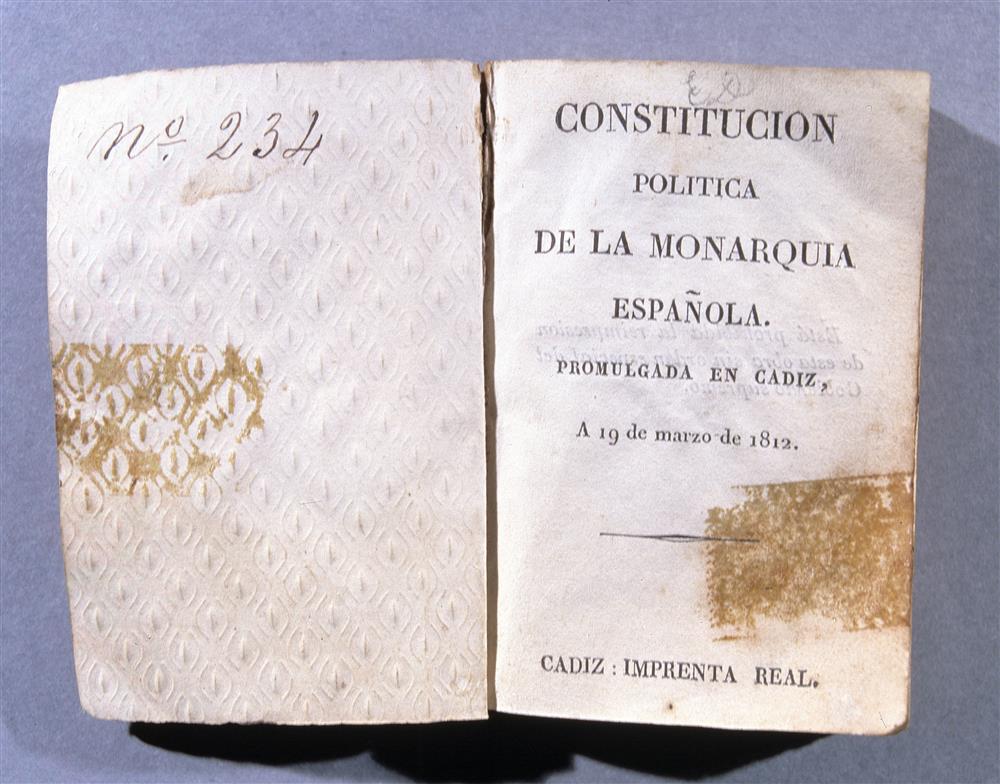 nº. 234
CONSTITUCION
POLITICA
DE LA MONARQUIA
ESPAÑOLA.
PROMULGADA EN CADIZ,
A 19 de marzo de 1812.
CADIZ : IMPRENTA REAL.